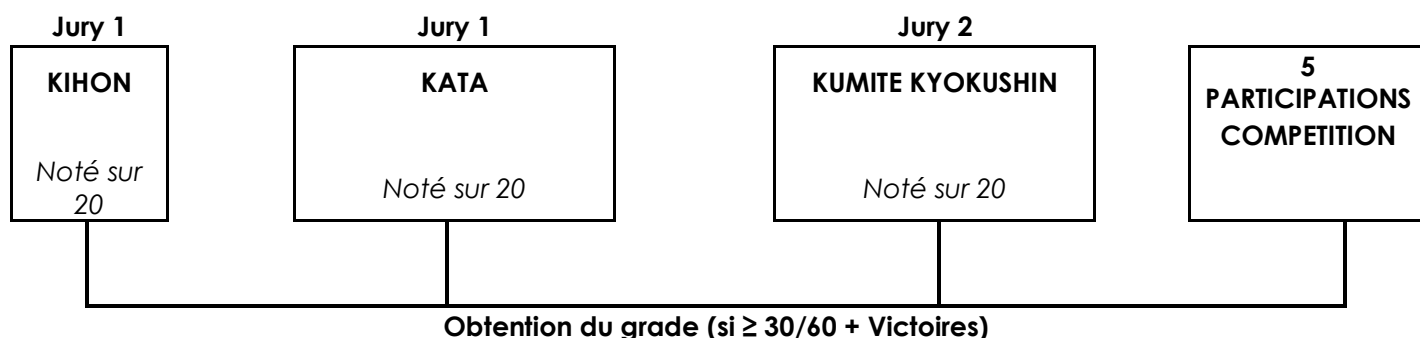 Jury 1
KIHON
Noté sur
20
Jury 1
KATA
Noté sur 20
Jury 2
KUMITE KYOKUSHIN
Noté sur 20
5
PARTICIPATIONS
COMPETITION
Obtention du grade (si ≥ 30/60 + Victoires)